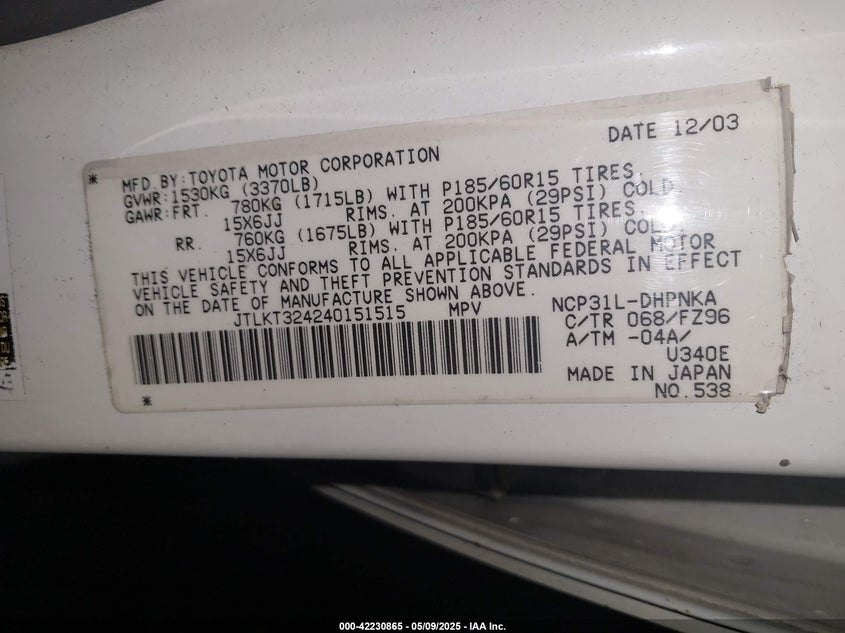 DATE 12/03
* MFD.BY:TOYOTA MOTOR CORPORATION
GVWR:1530KG (3370LB)
GAWR:FRT. 780KG (1715LB) WITH P185/60R15 TIRES,
15X6JJ RIMS. AT 200KPA (29PSI) COLD.
RR. 760KG (1675LB) WITH P185/60R15 TIRES,
15X6JJ RIMS. AT 200KPA (29PSI) COLD.
THIS VEHICLE CONFORMS TO ALL APPLICABLE FEDERAL MOTOR
VEHICLE SAFETY AND THEFT PREVENTION STANDARDS IN EFFECT
ON THE DATE OF MANUFACTURE SHOWN ABOVE.
JTLKT324240151515 MPV
NCP31L-DHPNKA
C/TR 068/FZ96
A/TM -04A/
U340E
MADE IN JAPAN
* NO.538
000-42230865 - 05/09/2025 - IAA Inc.